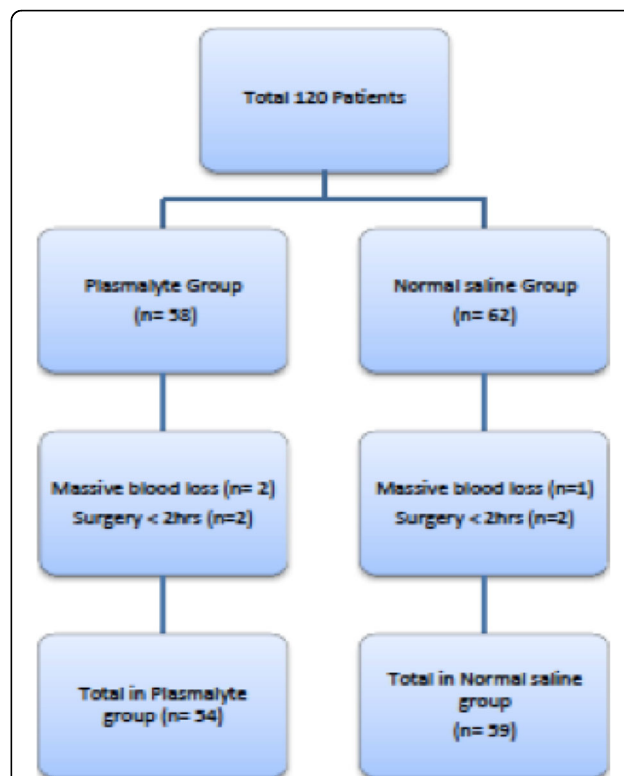 Total 120 Patients
Plasmalyte Group
(n= 58)
Normal saline Group
(n= 62)
Massive blood loss (n= 2)
Surgery < 2hrs (n=2)
Massive blood loss (n=1)
Surgery < 2hrs (n=2)
Total in Plasmalyte
group (n= 54)
Total in Normal saline
group
(n= 59)